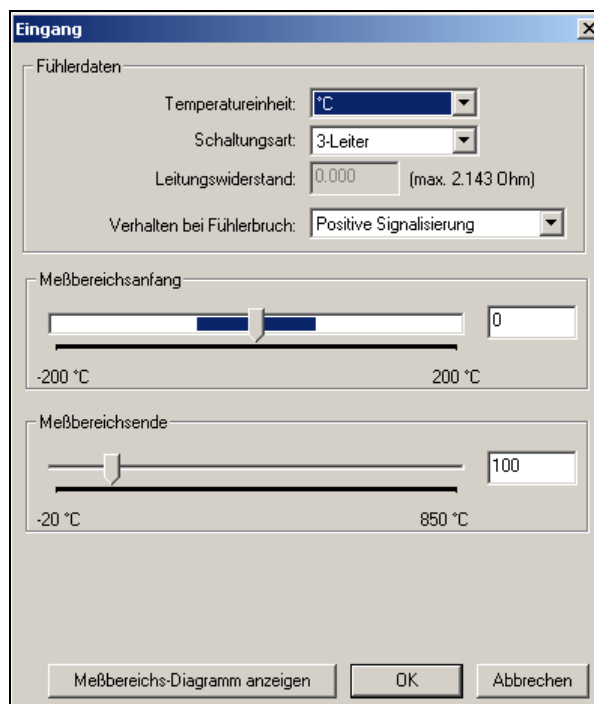 Eingang
Fühlerdaten
Temperatureinheit: °C
Schaltungsart: 3-Leiter
Leitungswiderstand: 0.000 (max. 2.143 Ohm)
Verhalten bei Fühlerbruch: Positive Signalisierung
Meßbereichsanfang
0
-200 °C 200 °C
Meßbereichsende
100
-20 °C 850 °C
Meßbereichs-Diagramm anzeigen OK Abbrechen